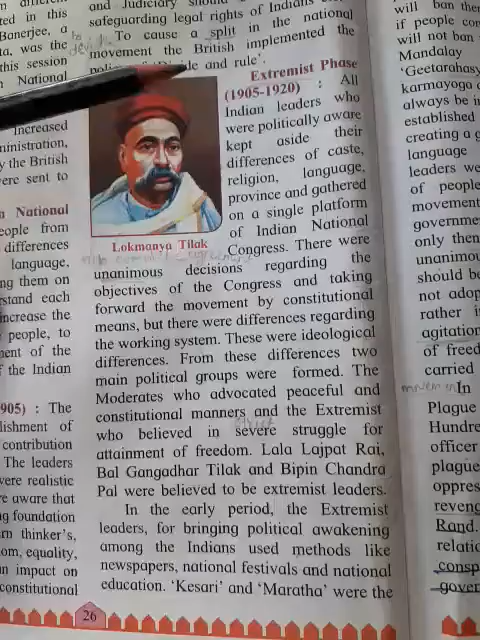 ted in this
Banerjee, a
ta, was the
this session
National
Increased
ministration,
y the British
ere sent to
National
eople from
differences
language,
ng them on
rstand each
increase the
people, to
ment of the
f the Indian
905) : The
lishment of
contribution
The leaders
were realistic
re aware that
ng foundation
rn thinker's,
om, equality,
an impact on
constitutional
and Judiciary should
safeguarding legal rights of Indians.
To cause a split in the national
movement the British implemented the
and rule'.
Extremist Phase
(1905-1920) : All
Indian leaders who
were politically aware
kept aside their
differences of caste,
religion, language,
province and gathered
on a single platform
of Indian National
Lokmanya Tilak
Congress. There were
unanimous decisions regarding the
objectives of the Congress and taking
forward the movement by constitutional
means, but there were differences regarding
the working system. These were ideological
differences. From these differences two
main political groups were formed. The
Moderates who advocated peaceful and
constitutional manners and the Extremist
who believed in severe struggle for
attainment of freedom. Lala Lajpat Rai,
Bal Gangadhar Tilak and Bipin Chandra
Pal were believed to be extremist leaders.
In the early period, the Extremist
leaders, for bringing political awakening
among the Indians used methods like
newspapers, national festivals and national
education. 'Kesari' and 'Maratha' were the
26
will ban the
if people con
will not ban
Mandalay
'Geetarahasy
karmayoga
always be i
established
creating a g
language
leaders we
of people
movement
governme
only then
unanimou
should be
not adop
rather i
agitation
of freed
carried
In
Plague
Hundre
officer
plague
oppres
reveng
Rand.
relatio
consp
gover